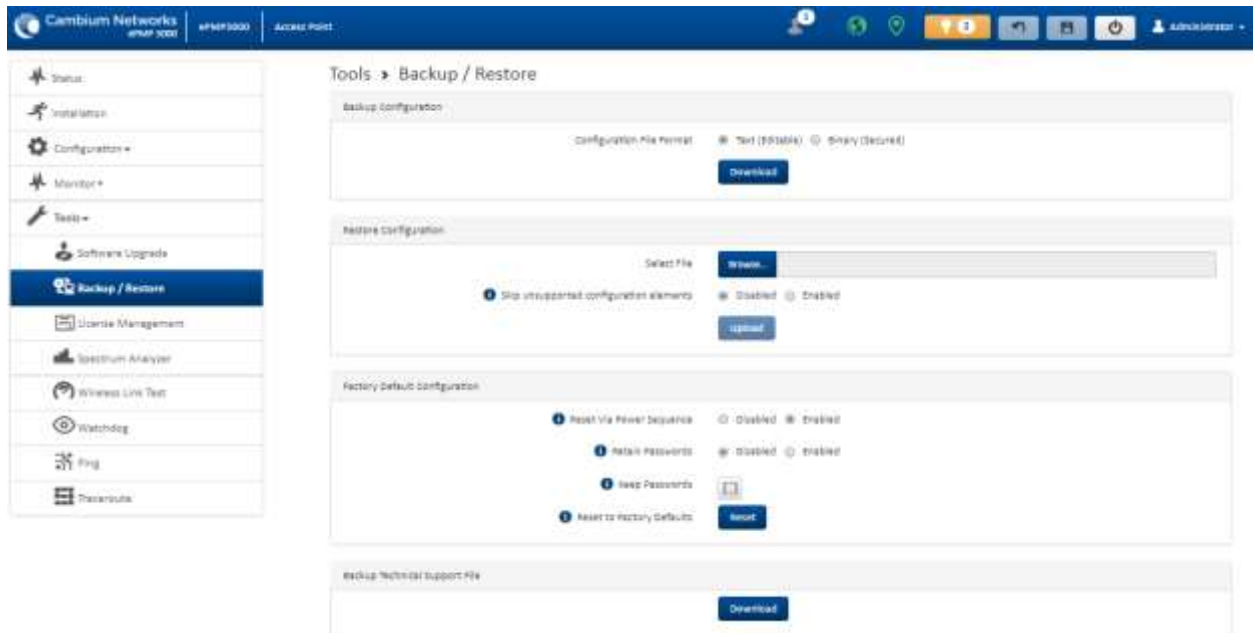 Cambium Networks
ePMP 3000
ePMP3000
Access Point
3
3
Administrator
Status
Installation
Configuration
Monitor
Tools
Software Upgrade
Backup / Restore
License Management
Spectrum Analyzer
Wireless Link Test
Watchdog
Ping
Traceroute
Tools > Backup / Restore
Backup Configuration
Configuration File Format Text (Editable) Binary (Secured)
Download
Restore Configuration
Select File Browse...
Skip unsupported configuration elements Disabled Enabled
Upload
Factory Default Configuration
Reset Via Power Sequence Disabled Enabled
Retain Passwords Disabled Enabled
Keep Passwords
Reset to Factory Defaults Reset
Backup Technical Support File
Download